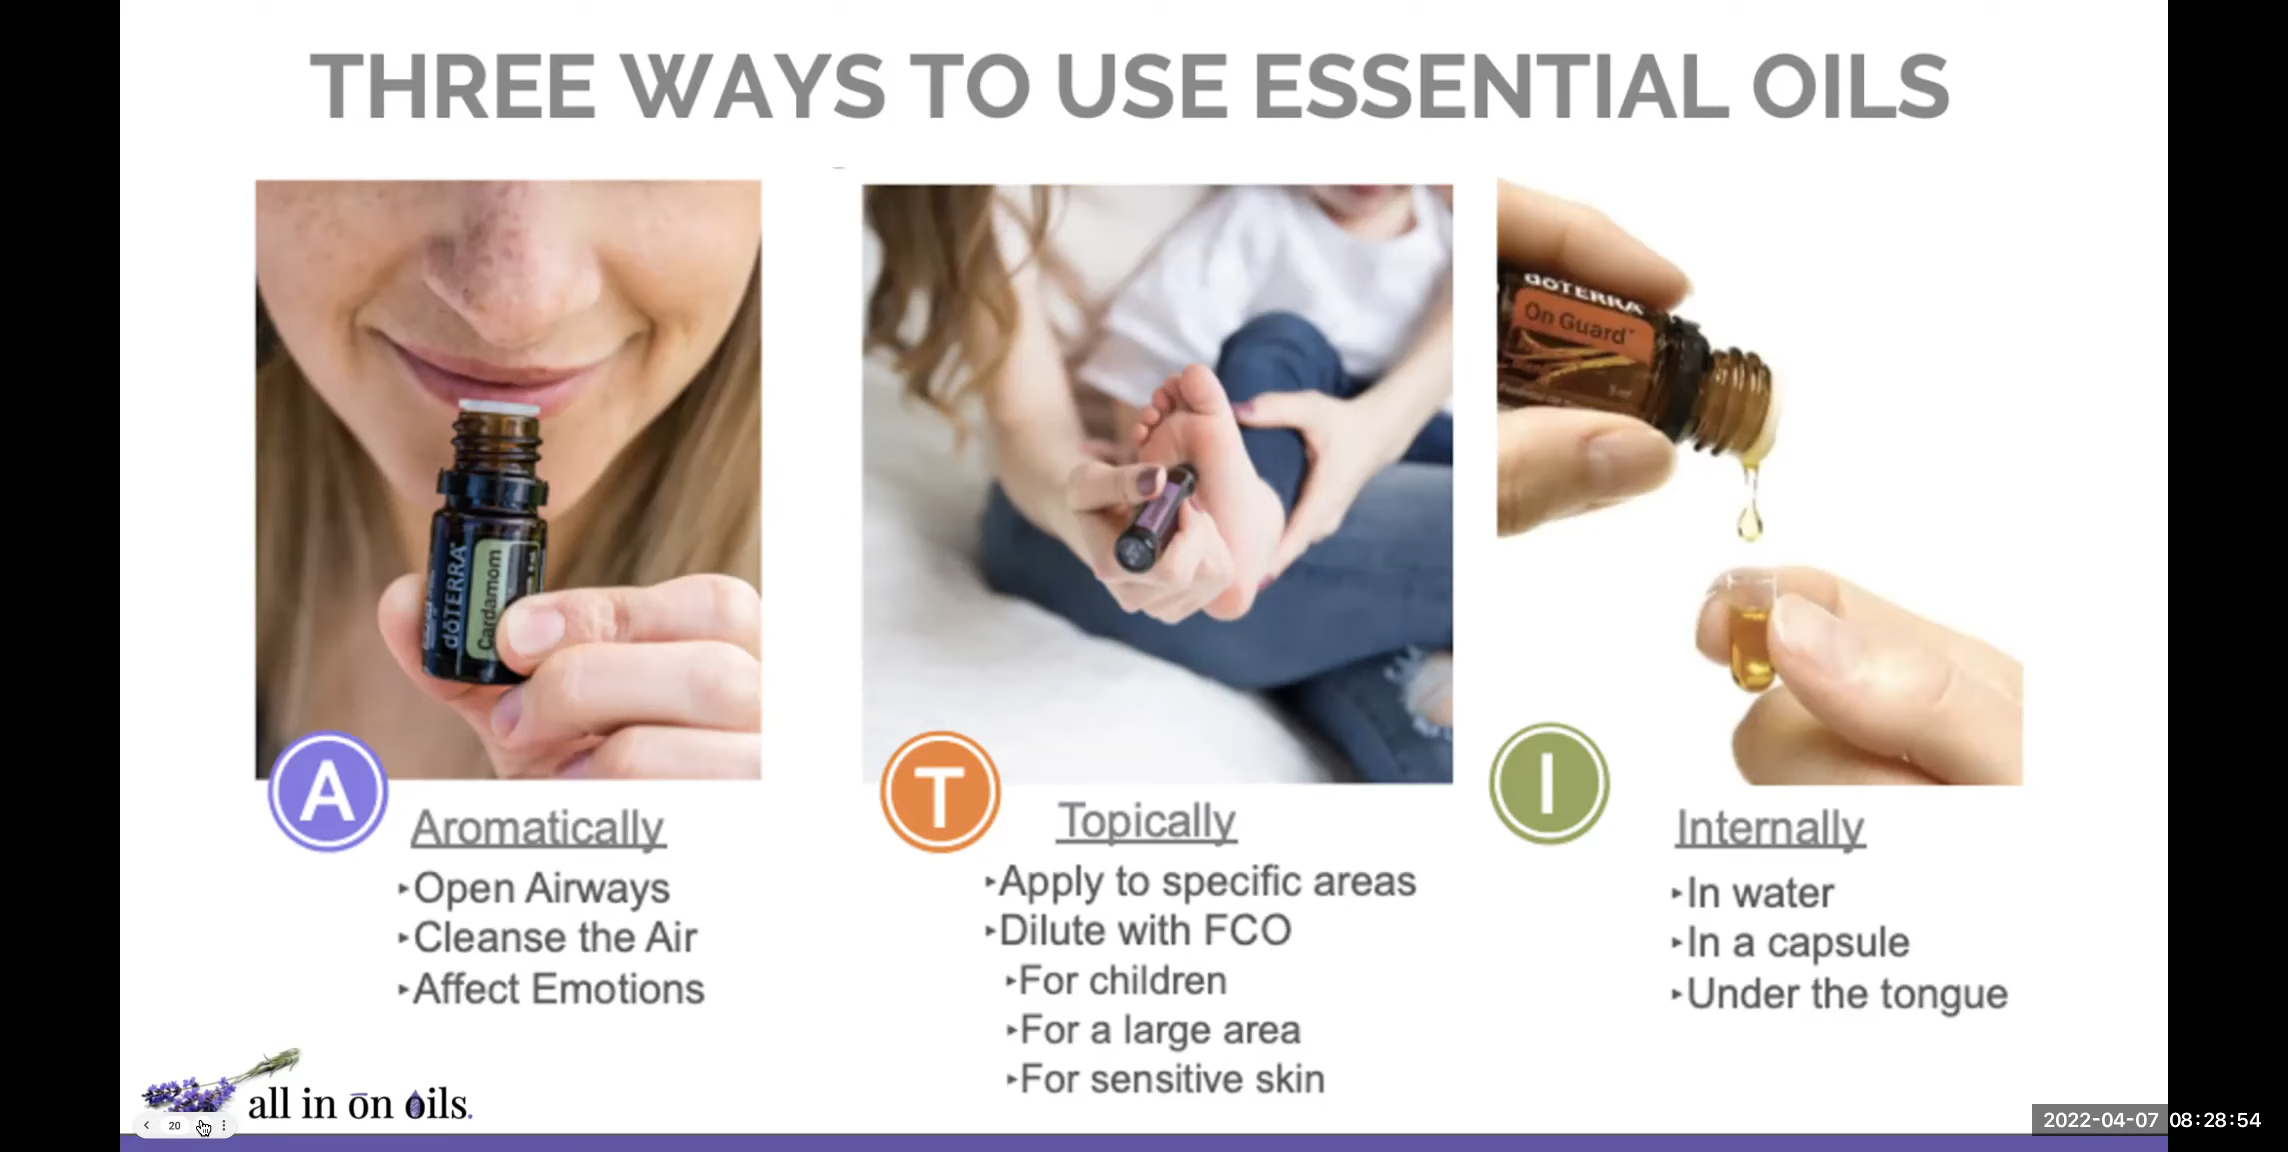 THREE WAYS TO USE ESSENTIAL OILS
dōTERRA
Cardamom
dōTERRA
On Guard
A
Aromatically
▸Open Airways
▸Cleanse the Air
▸Affect Emotions
T
Topically
▸Apply to specific areas
▸Dilute with FCO
▸For children
▸For a large area
▸For sensitive skin
I
Internally
▸In water
▸In a capsule
▸Under the tongue
all in ōn oils.
20
2022-04-07 08:28:54